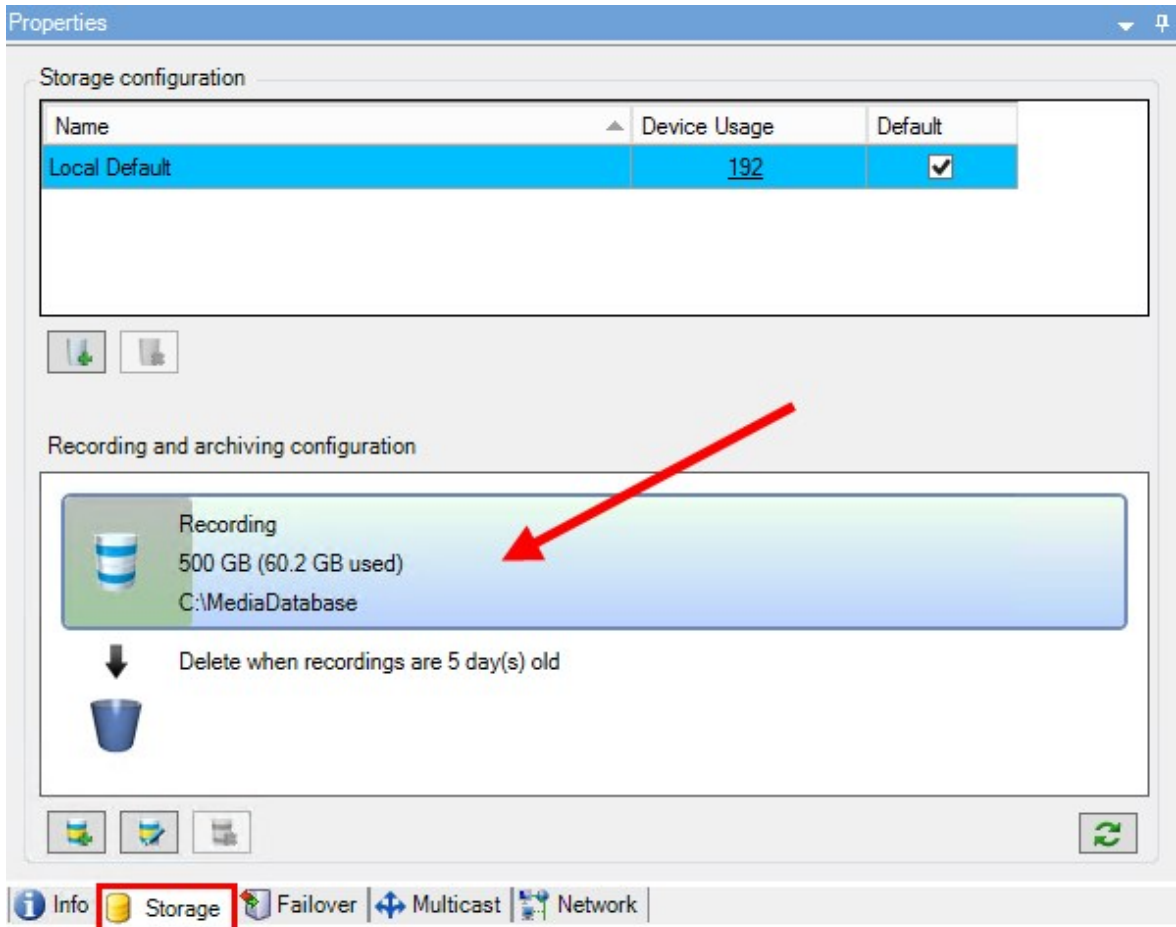 Properties
Storage configuration
Name Device Usage Default
Local Default 192
Recording and archiving configuration
Recording
500 GB (60.2 GB used)
C:\MediaDatabase
Delete when recordings are 5 day(s) old
Info Storage Failover Multicast Network